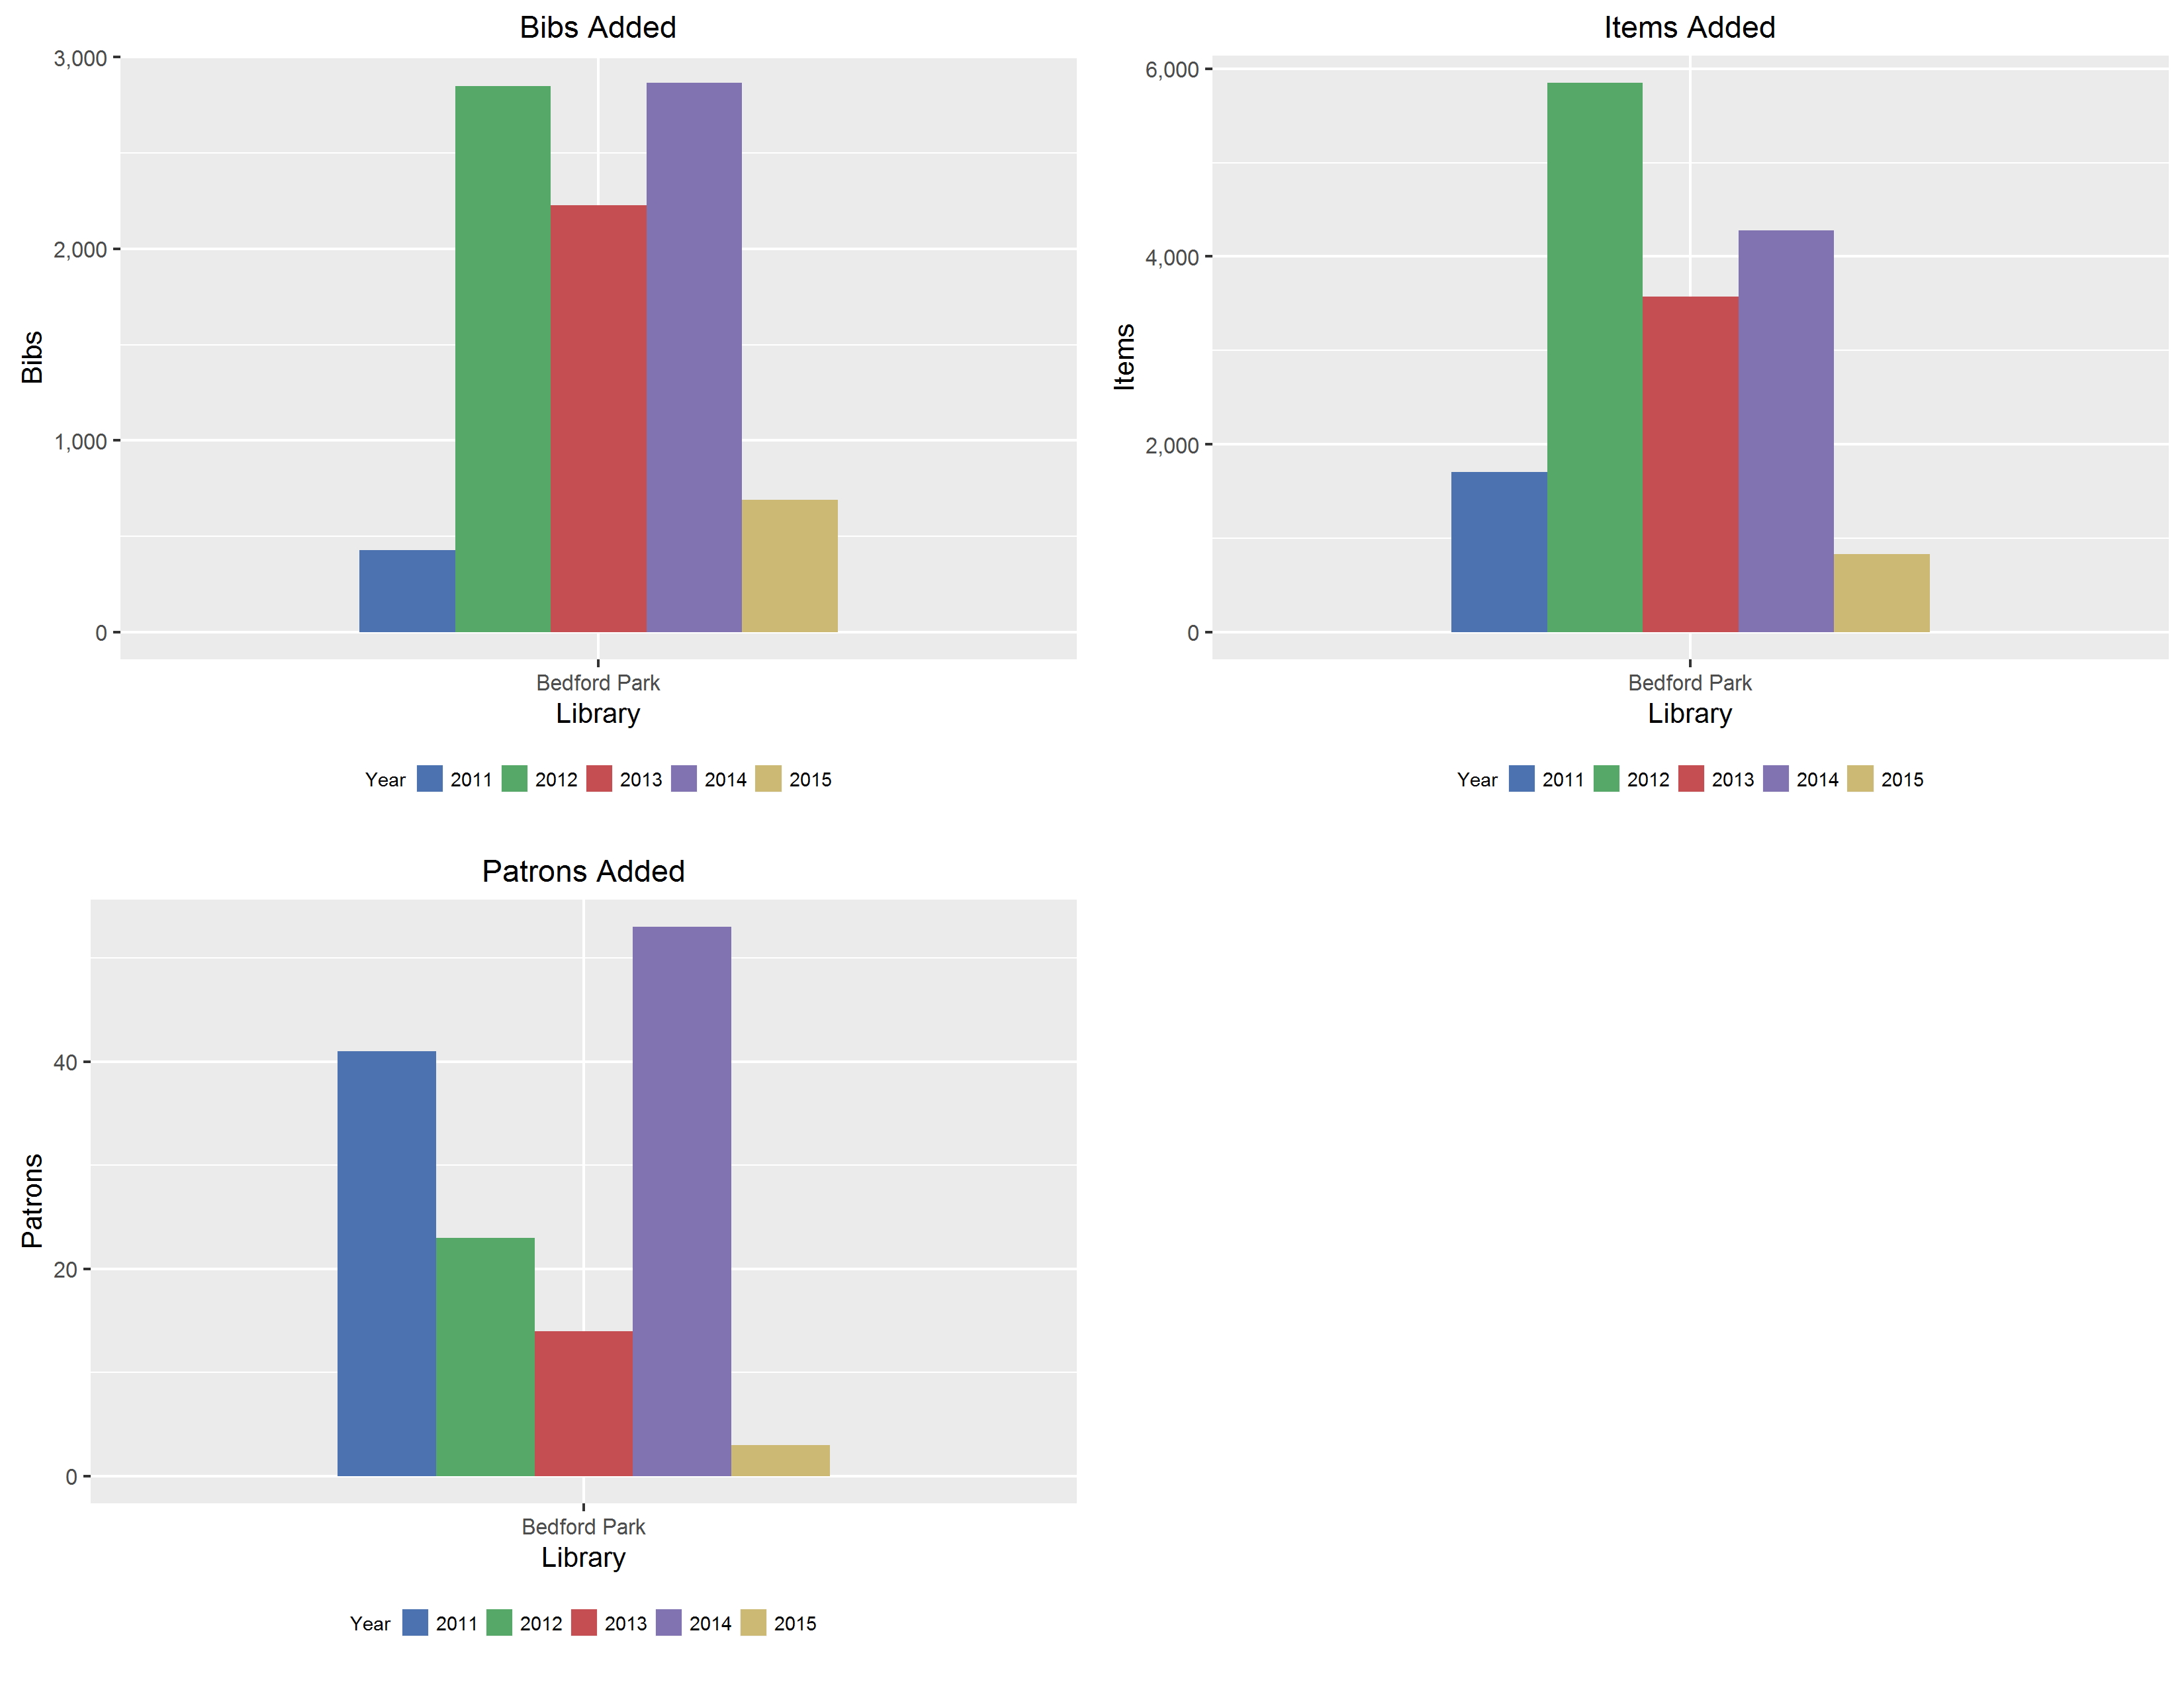 Bibs Added
3,000
2,000
1,000
0
Bibs
Bedford Park
Library
Year 2011 2012 2013 2014 2015
Items Added
6,000
4,000
2,000
0
Items
Bedford Park
Library
Year 2011 2012 2013 2014 2015
Patrons Added
40
20
0
Patrons
Bedford Park
Library
Year 2011 2012 2013 2014 2015